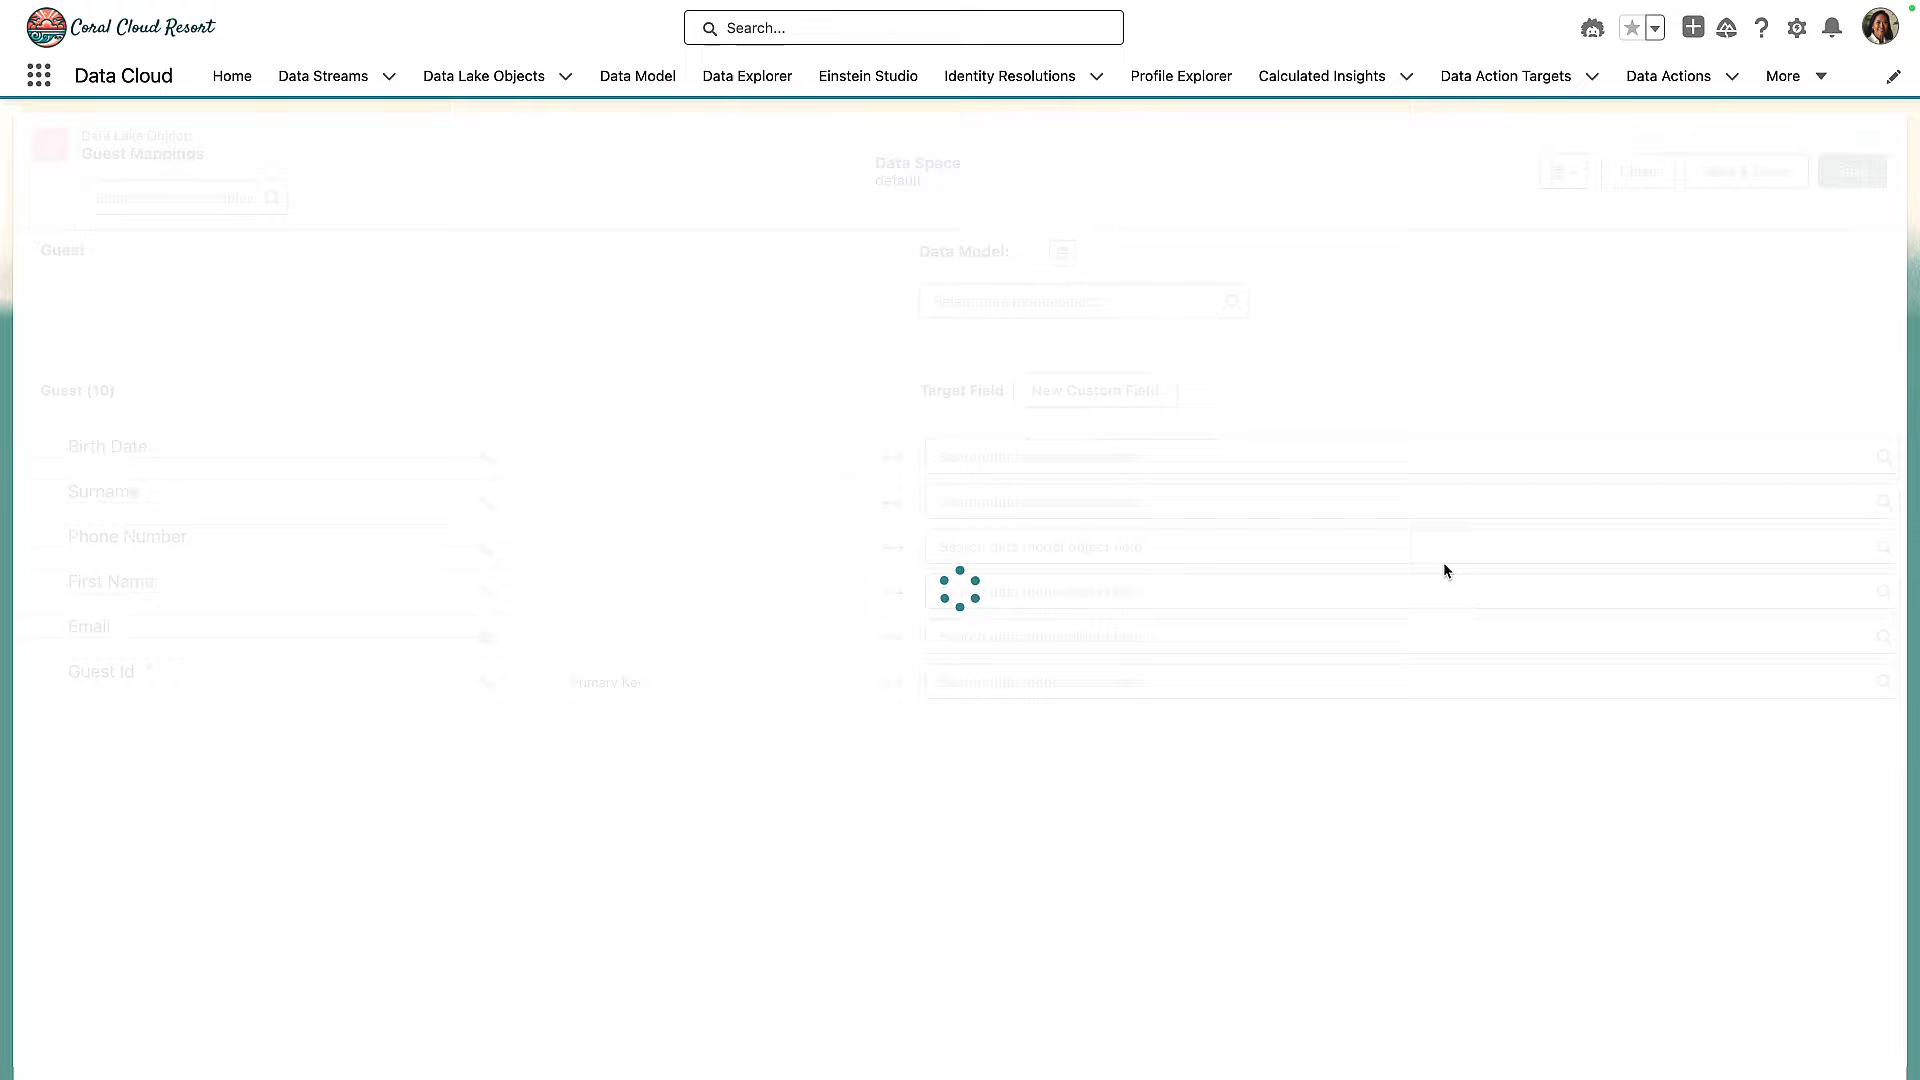 Coral Cloud Resort
Search...
Data Cloud
Home
Data Streams
Data Lake Objects
Data Model
Data Explorer
Einstein Studio
Identity Resolutions
Profile Explorer
Calculated Insights
Data Action Targets
Data Actions
More
Data Lake Object
Guest Mappings
Data Space
default
Guest
Data Model:
Guest (10)
Target Field
New Custom Field
Birth Date
Surname
Phone Number
Search data model object here
First Name
Email
Guest Id